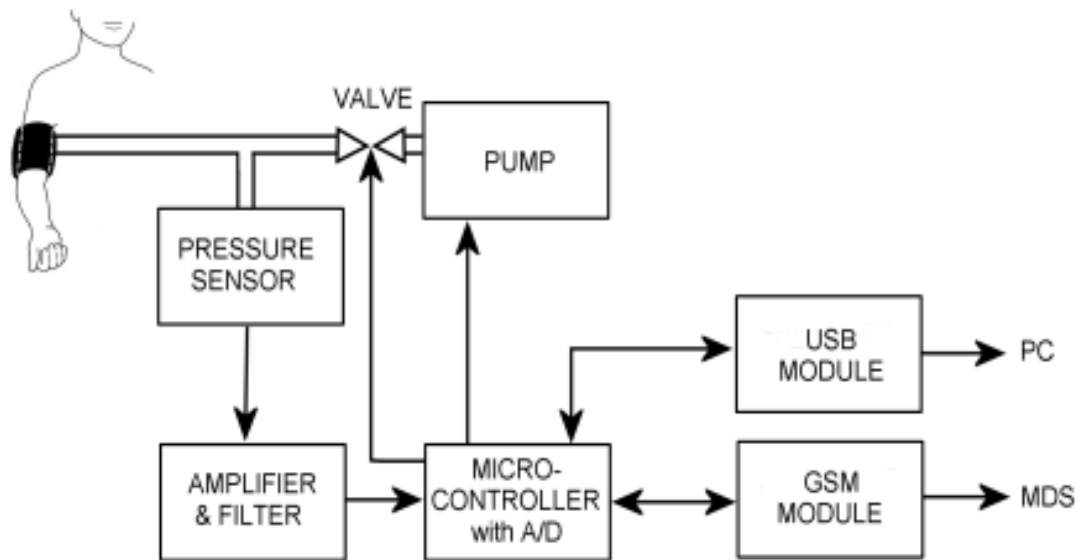 VALVE
PUMP
PRESSURE
SENSOR
USB
MODULE
PC
AMPLIFIER
& FILTER
MICRO-
CONTROLLER
with A/D
GSM
MODULE
MDS